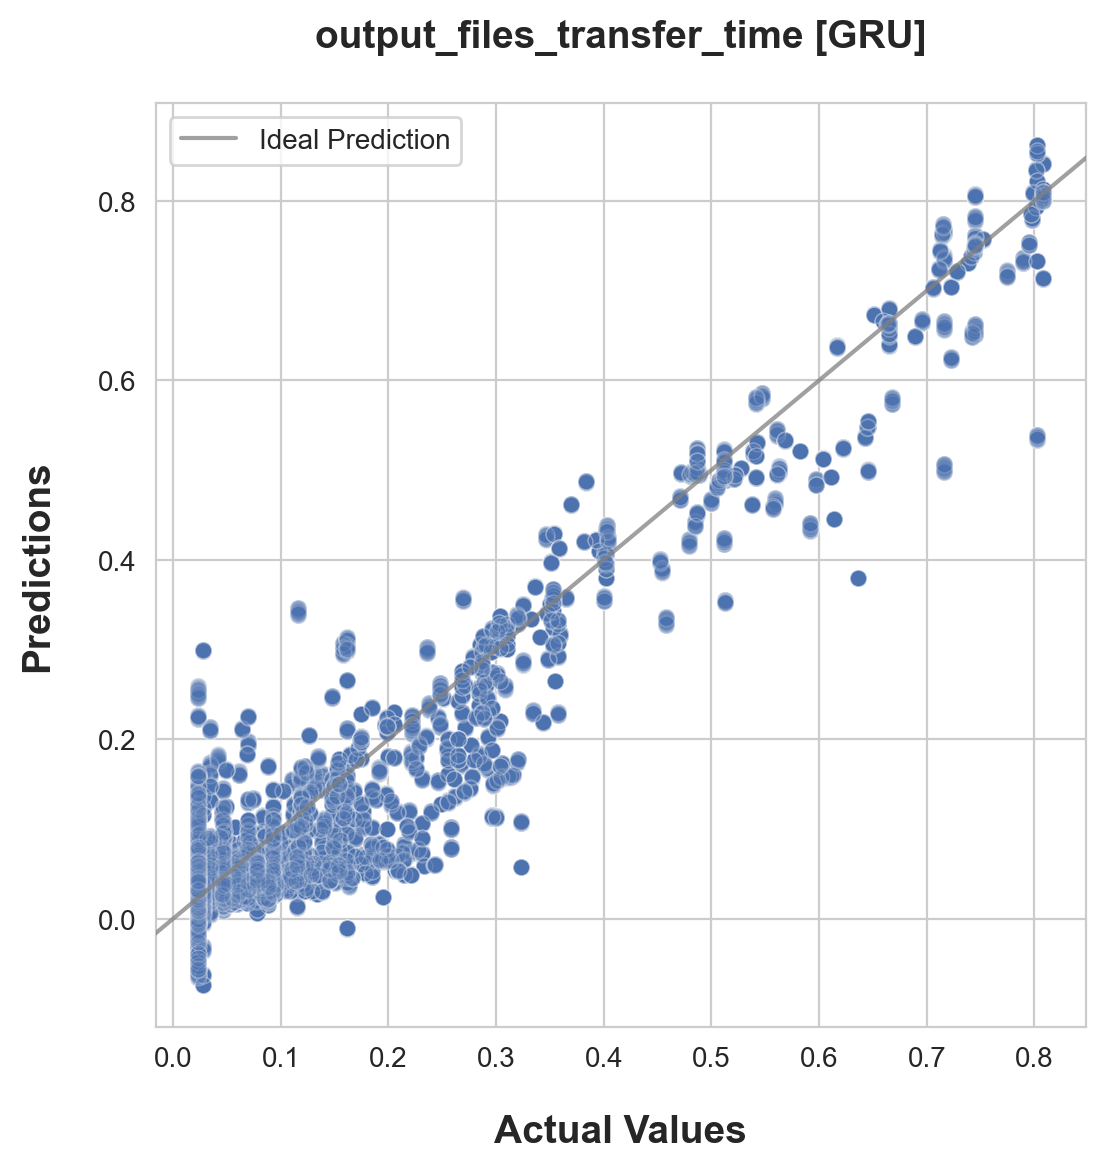 output_files_transfer_time [GRU]
Ideal Prediction
0.8
0.6
0.4
0.2
0.0
Predictions
0.0 0.1 0.2 0.3 0.4 0.5 0.6 0.7 0.8
Actual Values